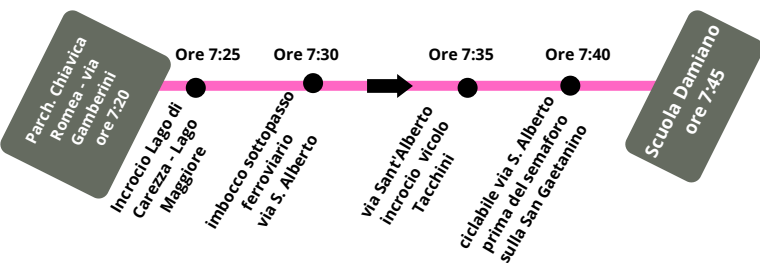 Parch. Chiavica
Romea - via
Gamberini
ore 7:20
Ore 7:25
Incrocio Lago di
Carezza - Lago
Maggiore
Ore 7:30
imbocco sottopasso
ferroviario
via S. Alberto
Ore 7:35
via Sant'Alberto
incrocio vicolo
Tacchini
Ore 7:40
ciclabile via S. Alberto
prima del semaforo
sulla San Gaetanino
Scuola Damiano
ore 7:45